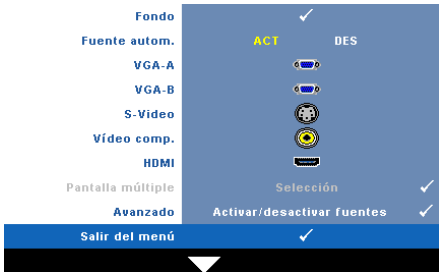 Fondo
Fuente autom. ACT DES
VGA-A
VGA-B
S-Video
Vídeo comp.
HDMI
Pantalla múltiple Selección
Avanzado Activar/desactivar fuentes
Salir del menú